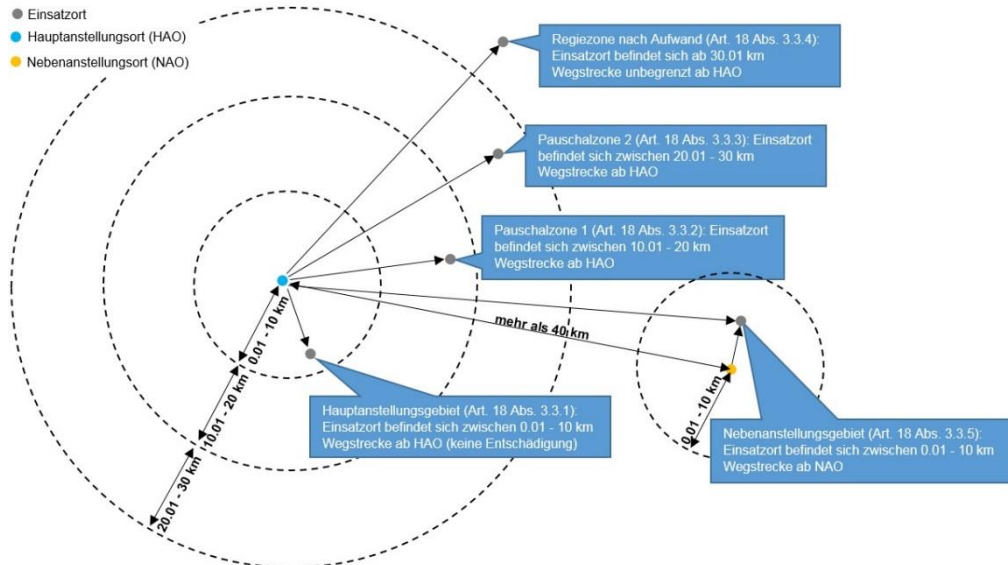 Einsatzort
Hauptanstellungsort (HAO)
Nebenanstellungsort (NAO)
Regiezone nach Aufwand (Art. 18 Abs. 3.3.4):
Einsatzort befindet sich ab 30.01 km
Wegstrecke unbegrenzt ab HAO
Pauschalzone 2 (Art. 18 Abs. 3.3.3): Einsatzort
befindet sich zwischen 20.01 - 30 km
Wegstrecke ab HAO
Pauschalzone 1 (Art. 18 Abs. 3.3.2): Einsatzort
befindet sich zwischen 10.01 - 20 km
Wegstrecke ab HAO
mehr als 40 km
0.01 - 10 km
10.01 - 20 km
20.01 - 30 km
0.01 - 10 km
Hauptanstellungsgebiet (Art. 18 Abs. 3.3.1):
Einsatzort befindet sich zwischen 0.01 - 10 km
Wegstrecke ab HAO (keine Entschädigung)
Nebenanstellungsgebiet (Art. 18 Abs. 3.3.5):
Einsatzort befindet sich zwischen 0.01 - 10 km
Wegstrecke ab NAO